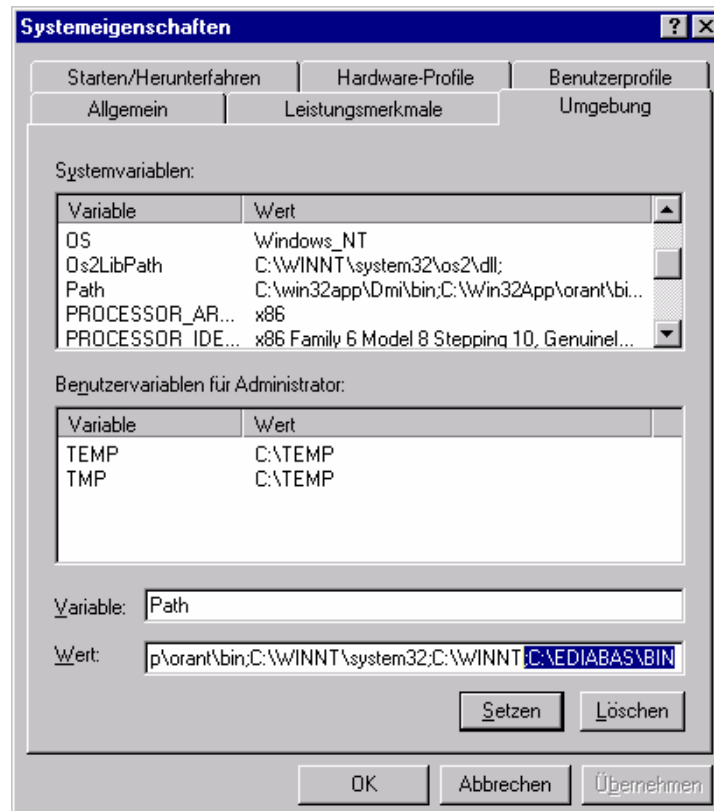 Systemeigenschaften
Starten/Herunterfahren Hardware-Profile Benutzerprofile
Allgemein Leistungsmerkmale Umgebung
Systemvariablen:
Variable Wert
OS Windows_NT
Os2LibPath C:\WINNT\system32\os2\dll;
Path C:\win32app\Dmi\bin;C:\Win32App\orant\bi...
PROCESSOR_AR... x86
PROCESSOR_IDE... x86 Family 6 Model 8 Stepping 10, GenuineI...
Benutzervariablen für Administrator:
Variable Wert
TEMP C:\TEMP
TMP C:\TEMP
Variable: Path
Wert: p\orant\bin;C:\WINNT\system32;C:\WINNT;C:\EDIABAS\BIN
Setzen Löschen
OK Abbrechen Übernehmen